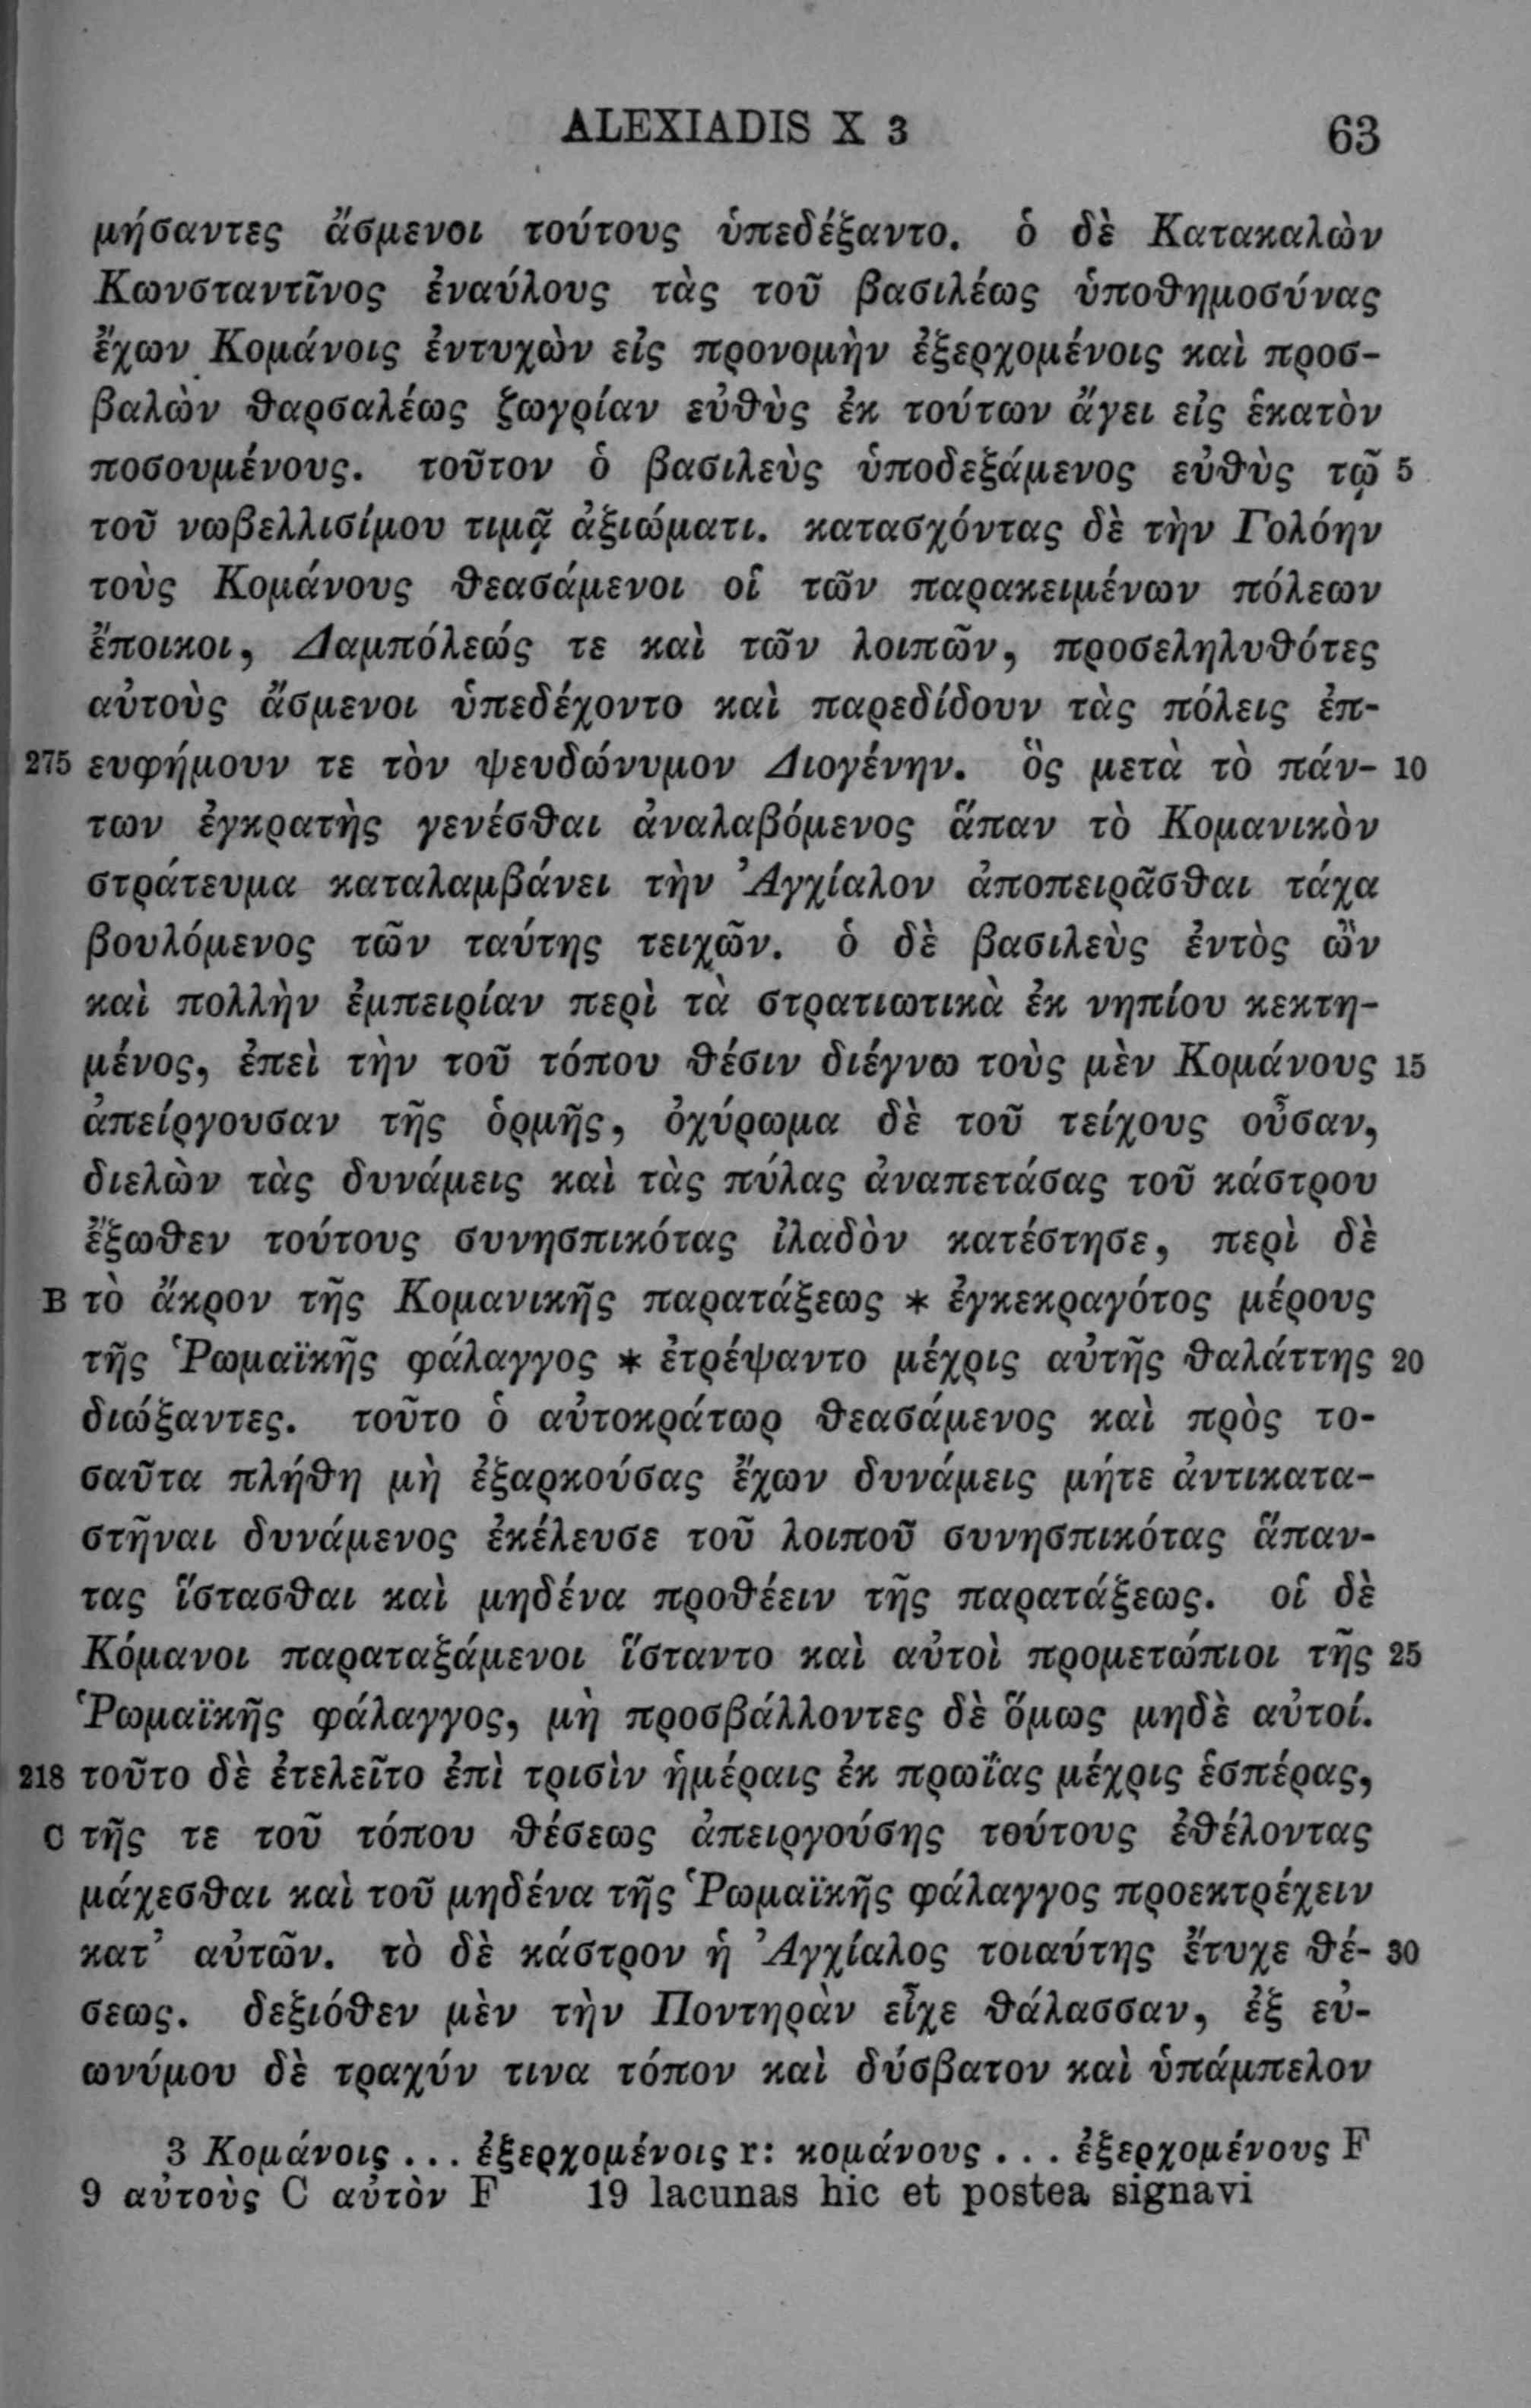 ALEXIADIS X 3 63
μήσαντες ἄσμενοι τούτους ὑπεδέξαντο. ὁ δὲ Κατακαλὼν
Κωνσταντῖνος ἐναύλους τὰς τοῦ βασιλέως ὑποθημοσύνας
ἔχων Κομάνοις ἐντυχὼν εἰς προνομὴν ἐξερχομένοις καὶ προσ-
βαλὼν θαρσαλέως ζωγρίαν εὐθὺς ἐκ τούτων ἄγει εἰς ἑκατὸν
ποσουμένους. τοῦτον ὁ βασιλεὺς ὑποδεξάμενος εὐθὺς τῷ 5
τοῦ νωβελλισίμου τιμᾷ ἀξιώματι. κατασχόντας δὲ τὴν Γολόην
τοὺς Κομάνους θεασάμενοι οἱ τῶν παρακειμένων πόλεων
ἔποικοι, Δαμπόλεώς τε καὶ τῶν λοιπῶν, προσεληλυθότες
αὐτοὺς ἄσμενοι ὑπεδέχοντο καὶ παρεδίδουν τὰς πόλεις ἐπ-
275 ευφήμουν τε τὸν ψευδώνυμον Διογένην. ὃς μετὰ τὸ πάν- 10
των ἐγκρατὴς γενέσθαι ἀναλαβόμενος ἅπαν τὸ Κομανικὸν
στράτευμα καταλαμβάνει τὴν Ἀγχίαλον ἀποπειρᾶσθαι τάχα
βουλόμενος τῶν ταύτης τειχῶν. ὁ δὲ βασιλεὺς ἐντὸς ὢν
καὶ πολλὴν ἐμπειρίαν περὶ τὰ στρατιωτικὰ ἐκ νηπίου κεκτη-
μένος, ἐπεὶ τὴν τοῦ τόπου θέσιν διέγνω τοὺς μὲν Κομάνους 15
ἀπείργουσαν τῆς ὁρμῆς, ὀχύρωμα δὲ τοῦ τείχους οὖσαν,
διελὼν τὰς δυνάμεις καὶ τὰς πύλας ἀναπετάσας τοῦ κάστρου
ἔξωθεν τούτους συνησπικότας ἰλαδὸν κατέστησε, περὶ δὲ
B τὸ ἄκρον τῆς Κομανικῆς παρατάξεως * ἐγκεκραγότος μέρους
τῆς Ῥωμαϊκῆς φάλαγγος * ἐτρέψαντο μέχρις αὐτῆς θαλάττης 20
διώξαντες. τοῦτο ὁ αὐτοκράτωρ θεασάμενος καὶ πρὸς το-
σαῦτα πλήθη μὴ ἐξαρκούσας ἔχων δυνάμεις μήτε ἀντικατα-
στῆναι δυνάμενος ἐκέλευσε τοῦ λοιποῦ συνησπικότας ἅπαν-
τας ἵστασθαι καὶ μηδένα προθέειν τῆς παρατάξεως. οἱ δὲ
Κόμανοι παραταξάμενοι ἵσταντο καὶ αὐτοὶ προμετώπιοι τῆς 25
Ῥωμαϊκῆς φάλαγγος, μὴ προσβάλλοντες δὲ ὅμως μηδὲ αὐτοί.
218 τοῦτο δὲ ἐτελεῖτο ἐπὶ τρισὶν ἡμέραις ἐκ πρωΐας μέχρις ἑσπέρας,
C τῆς τε τοῦ τόπου θέσεως ἀπειργούσης τούτους ἐθέλοντας
μάχεσθαι καὶ τοῦ μηδένα τῆς Ῥωμαϊκῆς φάλαγγος προεκτρέχειν
κατ’ αὐτῶν. τὸ δὲ κάστρον ἡ Ἀγχίαλος τοιαύτης ἔτυχε θέ- 30
σεως. δεξιόθεν μὲν τὴν Ποντηρὰν εἶχε θάλασσαν, ἐξ εὐ-
ωνύμου δὲ τραχύν τινα τόπον καὶ δύσβατον καὶ ὑπάμπελον
3 Κομάνοις ... ἐξερχομένοις r: κομάνους ... ἐξερχομένους F
9 αὐτοὺς C αὐτὸν F 19 lacunas hic et postea signavi